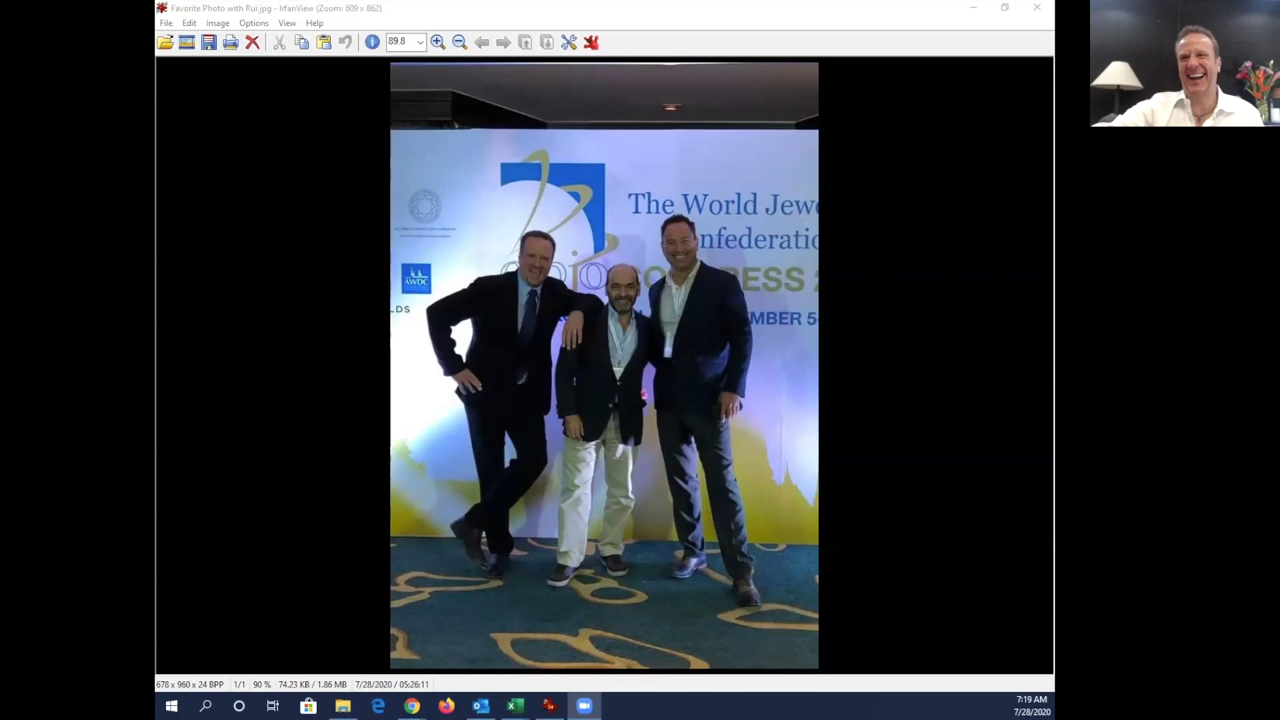 Favorite Photo with Rui.jpg - IrfanView (Zoom: 609 x 862)
File Edit Image Options View Help
89.8
The World Jewe
nfederatio
AWDC
LDS
MBER 5-
678 x 960 x 24 BPP 1/1 90 % 74.23 KB / 1.86 MB 7/28/2020 / 05:26:11
7:19 AM
7/28/2020